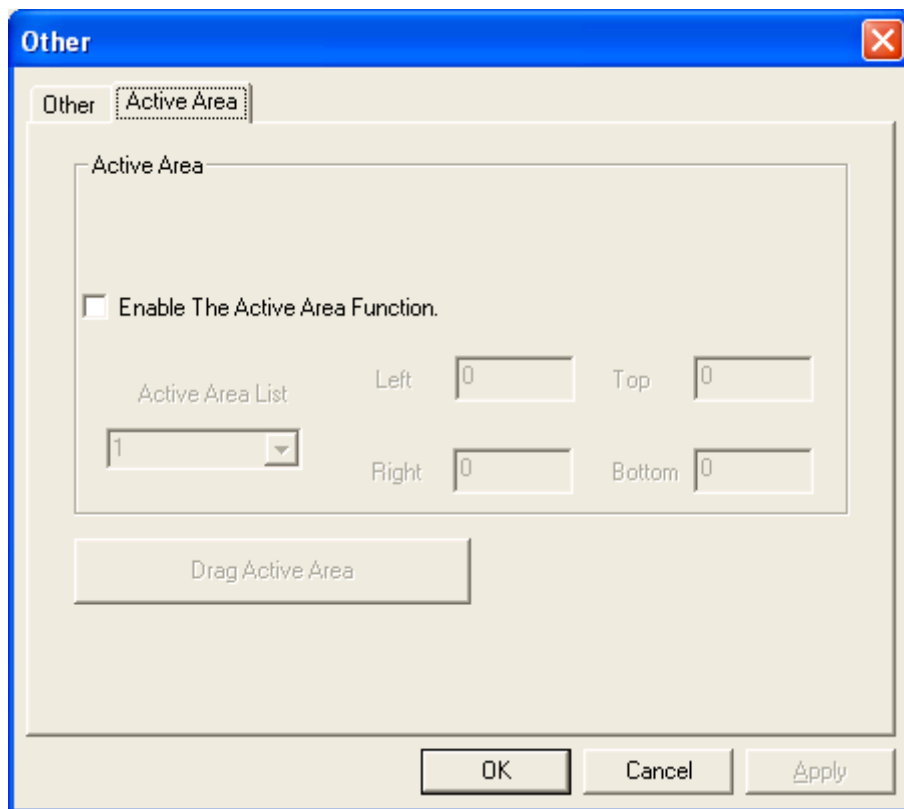 Other
Other Active Area
Active Area
Enable The Active Area Function.
Left 0 Top 0
Active Area List
1
Right 0 Bottom 0
Drag Active Area
OK Cancel Apply